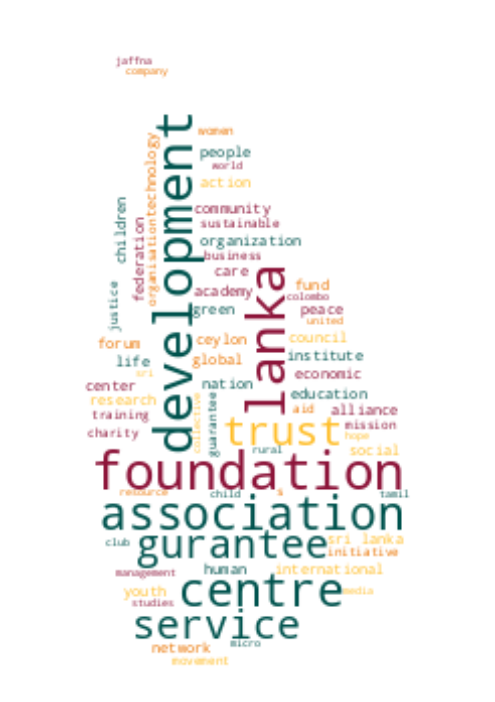 jaffna
company
women
development
people
world
organisationtechnology
action
children
community
federation
sustainable
organization
business
care
lanka
fund
academy
colombo
justice
green
peace
united
forum
ceylon
council
life
global
institute
sri
economic
center
nation
education
research
collective
guarantee
aid
alliance
training
trust
mission
charity
hope
rural
social
foundation
resource
child
s
tamil
association
club
gurantee
sri lanka
initiative
management
human
international
youth
centre
media
studies
service
micro
network
movement